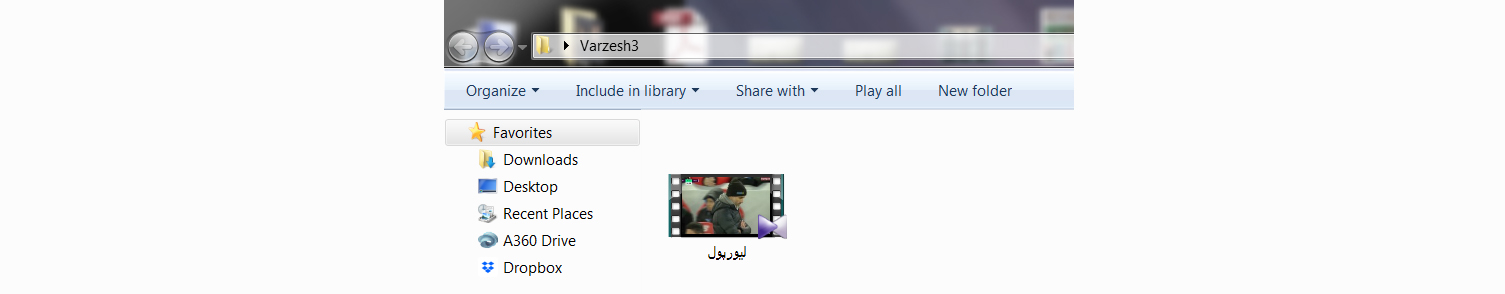 Varzesh3
Organize Include in library Share with Play all New folder
Favorites
Downloads
Desktop
Recent Places
A360 Drive
Dropbox
ليورپول